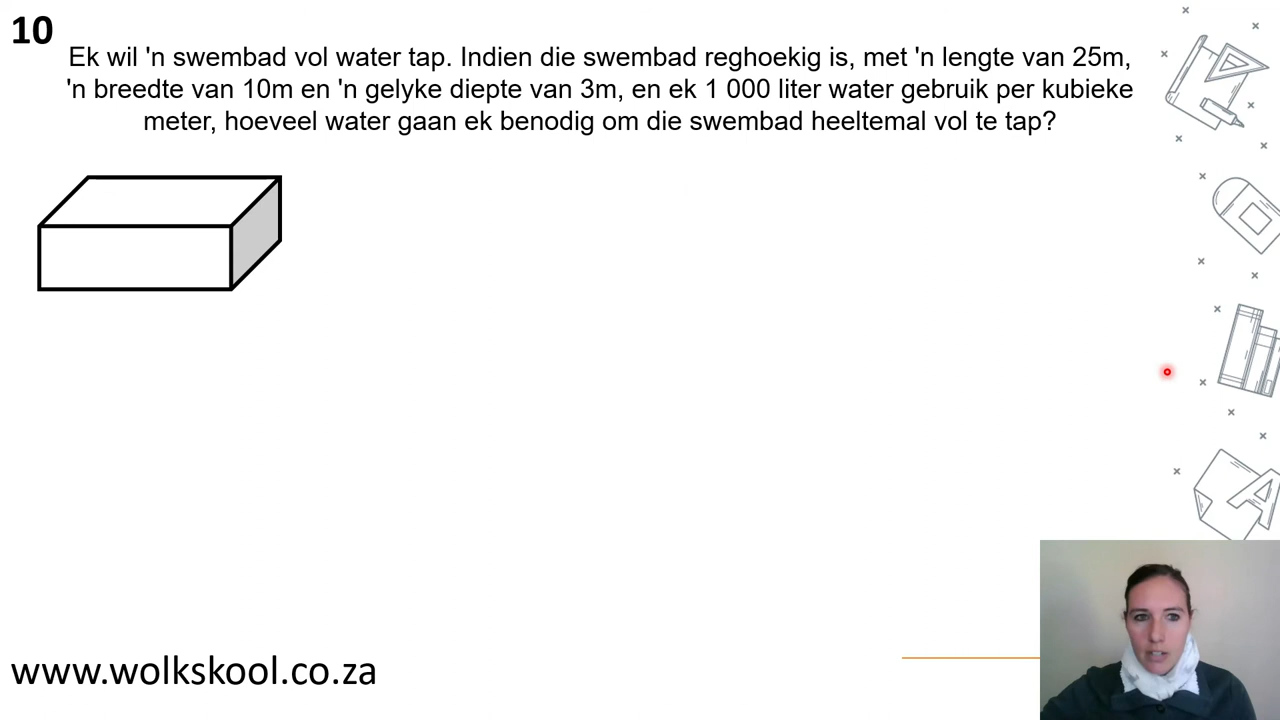 10
Ek wil 'n swembad vol water tap. Indien die swembad reghoekig is, met 'n lengte van 25m,
'n breedte van 10m en 'n gelyke diepte van 3m, en ek 1 000 liter water gebruik per kubieke
meter, hoeveel water gaan ek benodig om die swembad heeltemal vol te tap?
www.wolkskool.co.za